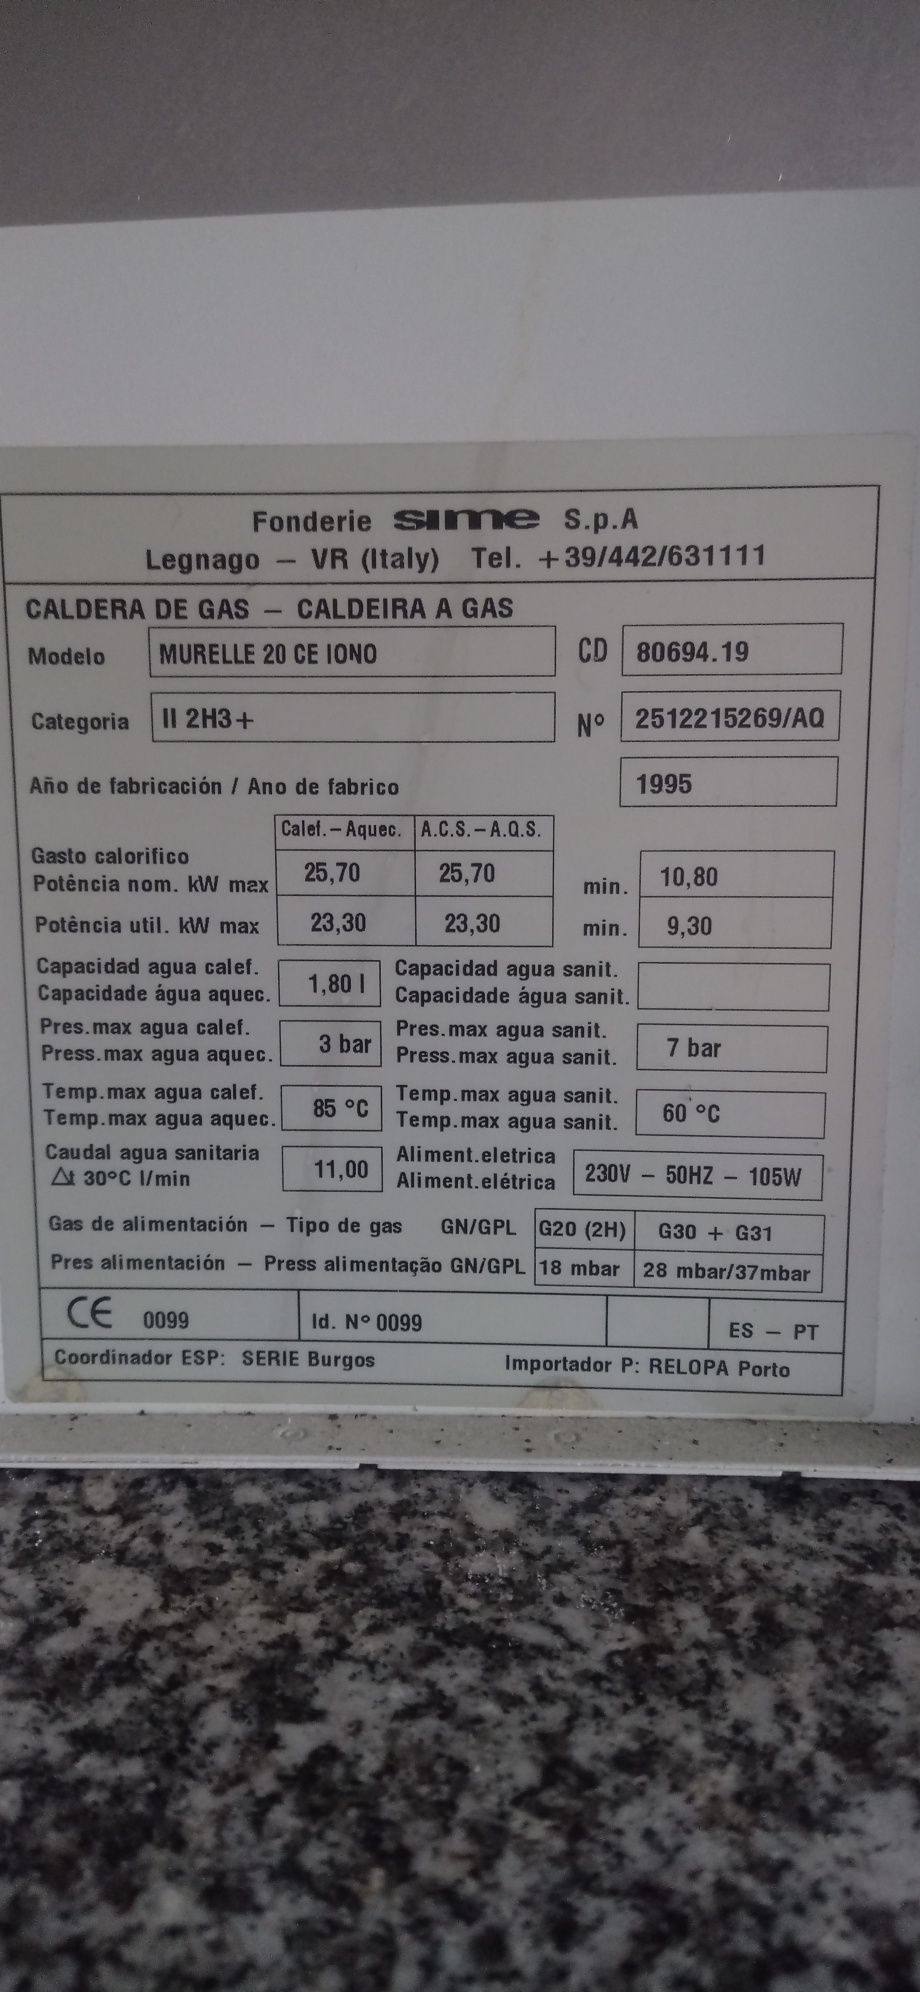 Fonderie sime S.p.A
Legnago – VR (Italy) Tel. +39/442/631111
CALDERA DE GAS – CALDEIRA A GAS
Modelo MURELLE 20 CE IONO CD 80694.19
Categoria II 2H3+ Nº 2512215269/AQ
Año de fabricación / Ano de fabrico 1995
Calef.–Aquec. A.C.S.–A.Q.S.
Gasto calorifico
Potência nom. kW max 25,70 25,70 min. 10,80
Potência util. kW max 23,30 23,30 min. 9,30
Capacidad agua calef. Capacidad agua sanit.
Capacidade água aquec. 1,80 l Capacidade água sanit.
Pres.max agua calef. Pres.max agua sanit.
Press.max agua aquec. 3 bar Press.max agua sanit. 7 bar
Temp.max agua calef. Temp.max agua sanit.
Temp.max agua aquec. 85 ºC Temp.max agua sanit. 60 ºC
Caudal agua sanitaria Aliment.eletrica
Δt 30ºC l/min 11,00 Aliment.elétrica 230V – 50HZ – 105W
Gas de alimentación – Tipo de gas GN/GPL G20 (2H) G30 + G31
Pres alimentación – Press alimentação GN/GPL 18 mbar 28 mbar/37mbar
CE 0099 Id. Nº 0099 ES – PT
Coordinador ESP: SERIE Burgos Importador P: RELOPA Porto